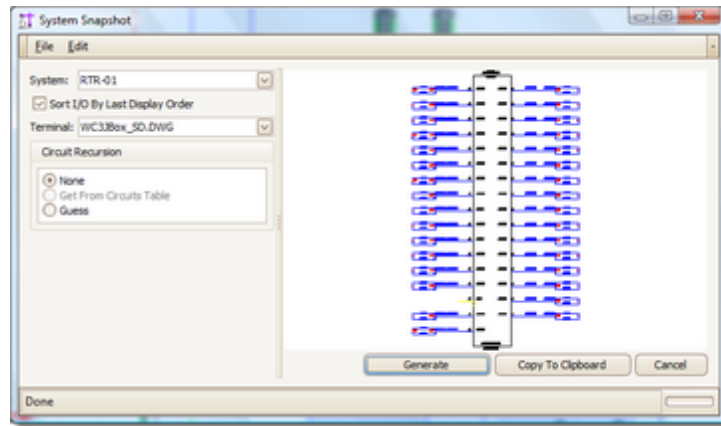 System Snapshot
File Edit
System: RTR-01
Sort I/O By Last Display Order
Terminal: WC3JBox_SD.DWG
Circuit Recursion
None
Get From Circuits Table
Guess
Generate Copy To Clipboard Cancel
Done